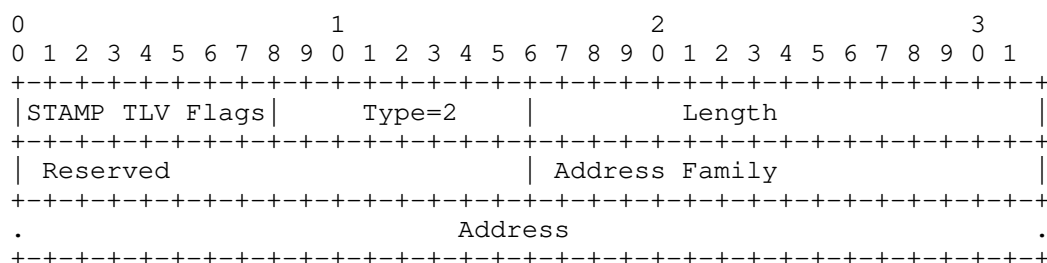 0                   1                   2                   3
0 1 2 3 4 5 6 7 8 9 0 1 2 3 4 5 6 7 8 9 0 1 2 3 4 5 6 7 8 9 0 1
+-+-+-+-+-+-+-+-+-+-+-+-+-+-+-+-+-+-+-+-+-+-+-+-+-+-+-+-+-+-+-+-+
|STAMP TLV Flags|     Type=2    |         Length                |
+-+-+-+-+-+-+-+-+-+-+-+-+-+-+-+-+-+-+-+-+-+-+-+-+-+-+-+-+-+-+-+-+
| Reserved                      | Address Family                |
+-+-+-+-+-+-+-+-+-+-+-+-+-+-+-+-+-+-+-+-+-+-+-+-+-+-+-+-+-+-+-+-+
.                           Address                             .
+-+-+-+-+-+-+-+-+-+-+-+-+-+-+-+-+-+-+-+-+-+-+-+-+-+-+-+-+-+-+-+-+